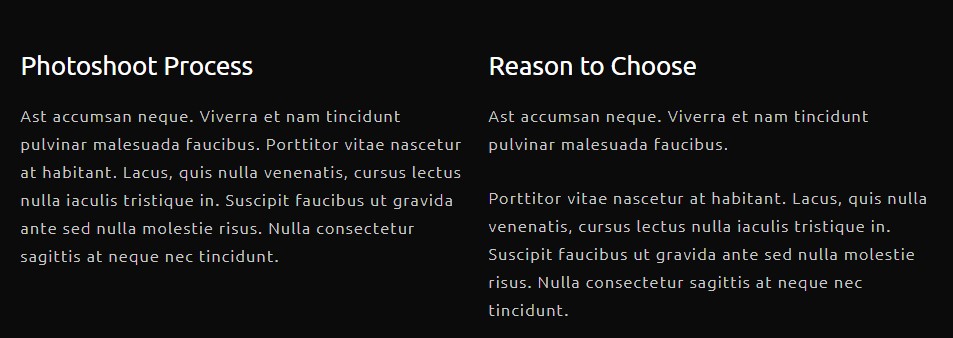 Photoshoot Process
Ast accumsan neque. Viverra et nam tincidunt
pulvinar malesuada faucibus. Porttitor vitae nascetur
at habitant. Lacus, quis nulla venenatis, cursus lectus
nulla iaculis tristique in. Suscipit faucibus ut gravida
ante sed nulla molestie risus. Nulla consectetur
sagittis at neque nec tincidunt.
Reason to Choose
Ast accumsan neque. Viverra et nam tincidunt
pulvinar malesuada faucibus.
Porttitor vitae nascetur at habitant. Lacus, quis nulla
venenatis, cursus lectus nulla iaculis tristique in.
Suscipit faucibus ut gravida ante sed nulla molestie
risus. Nulla consectetur sagittis at neque nec
tincidunt.